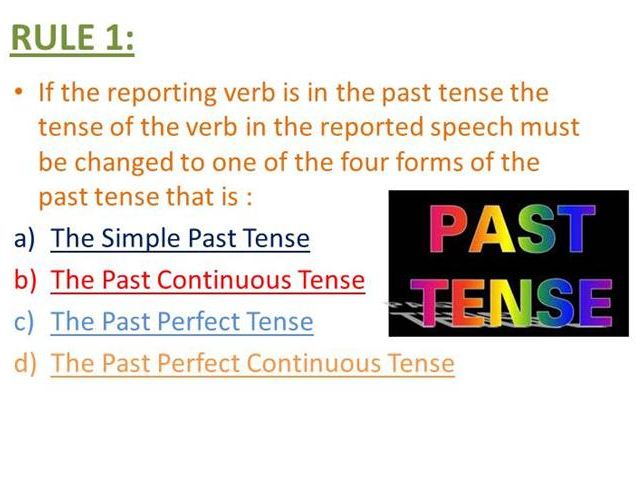 RULE 1:
• If the reporting verb is in the past tense the
tense of the verb in the reported speech must
be changed to one of the four forms of the
past tense that is :
a) The Simple Past Tense
b) The Past Continuous Tense
c) The Past Perfect Tense
d) The Past Perfect Continuous Tense
PAST
TENSE